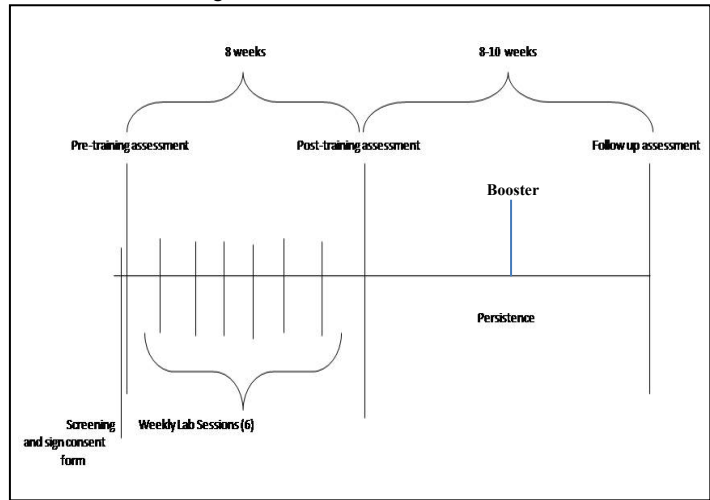 8 weeks
8-10 weeks
Pre-training assessment
Post-training assessment
Follow up assessment
Booster
Persistence
Screening
and sign consent
form
Weekly Lab Sessions (6)